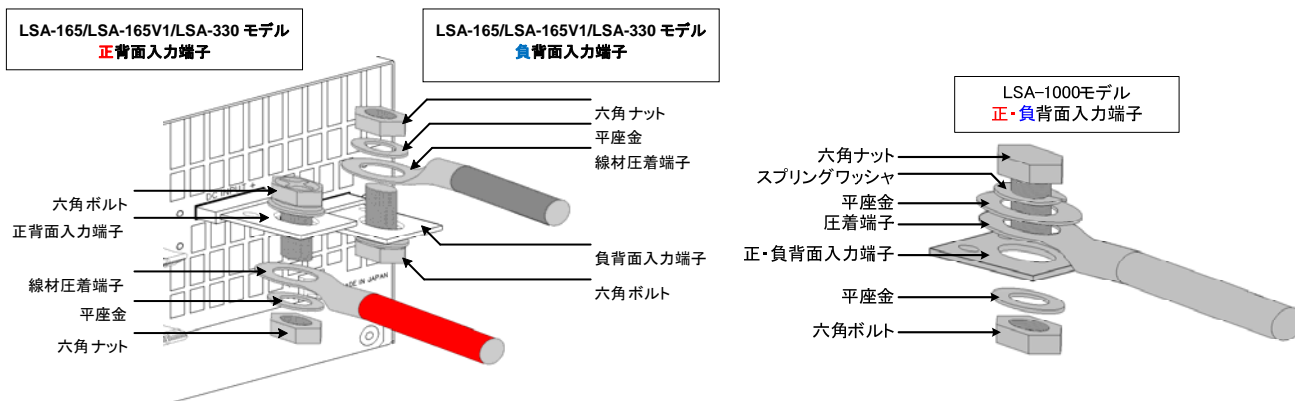 LSA-165/LSA-165V1/LSA-330 モデル
正背面入力端子
LSA-165/LSA-165V1/LSA-330 モデル
負背面入力端子
六角ナット
平座金
線材圧着端子
DC INPUT +
六角ボルト
正背面入力端子
線材圧着端子
平座金
六角ナット
負背面入力端子
六角ボルト
MADE IN JAPAN
LSA-1000モデル
正・負背面入力端子
六角ナット
スプリングワッシャ
平座金
圧着端子
正・負背面入力端子
平座金
六角ボルト